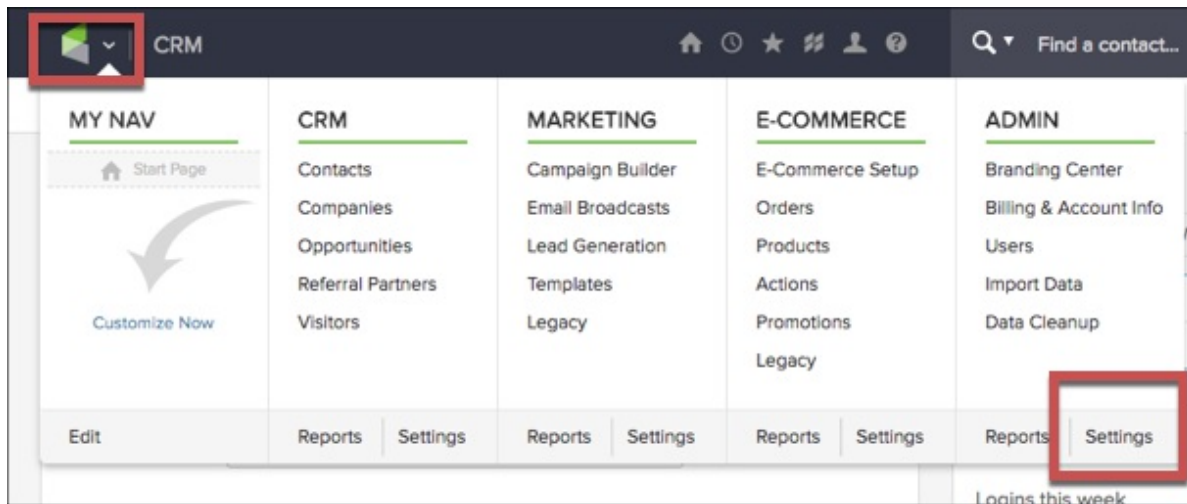 CRM
Find a contact...
MY NAV
Start Page
Customize Now
Edit
CRM
Contacts
Companies
Opportunities
Referral Partners
Visitors
Reports
Settings
MARKETING
Campaign Builder
Email Broadcasts
Lead Generation
Templates
Legacy
Reports
Settings
E-COMMERCE
E-Commerce Setup
Orders
Products
Actions
Promotions
Legacy
Reports
Settings
ADMIN
Branding Center
Billing & Account Info
Users
Import Data
Data Cleanup
Reports
Settings
Logins this week